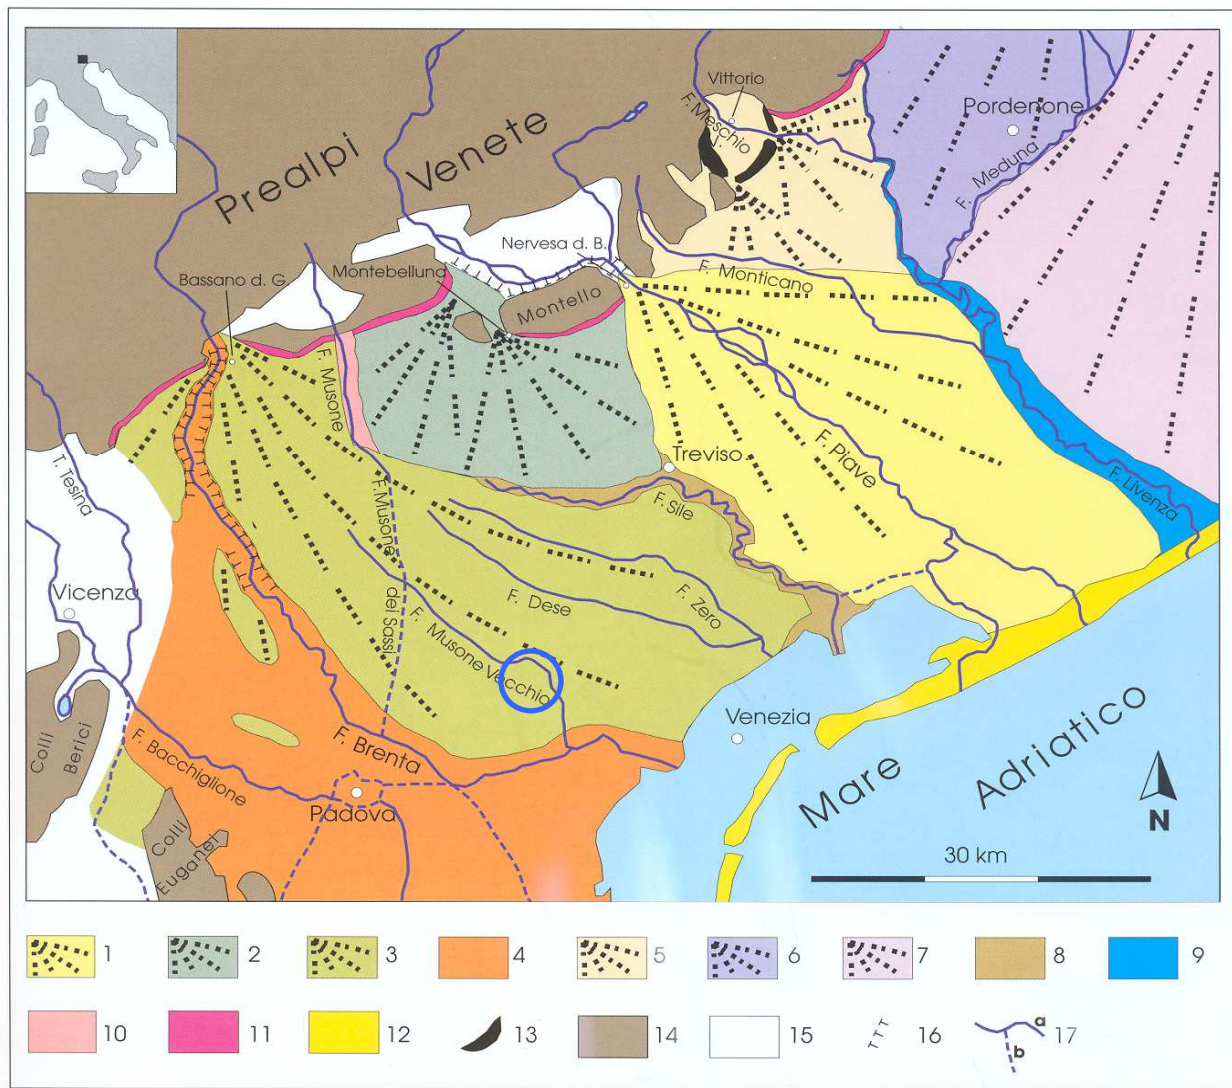 Vittorio
F. Meschio
Pordenone
F. Meduna
Prealpi
Venete
Nervesa d. B.
Montebelluna
Bassano d. G.
Montello
F. Monticano
F. Musone
T. Tesina
Treviso
F. Piave
F. Livenza
F. Sile
F. Musone
dei Sassi
Vicenza
F. Dese
F. Zero
F. Musone Vecchio
Venezia
Colli
Berici
F. Brenta
F. Bacchiglione
Padova
Colli
Euganei
Mare Adriatico
N
30 km
1 2 3 4 5 6 7 8 9
10 11 12 13 14 15 16 a 17
b